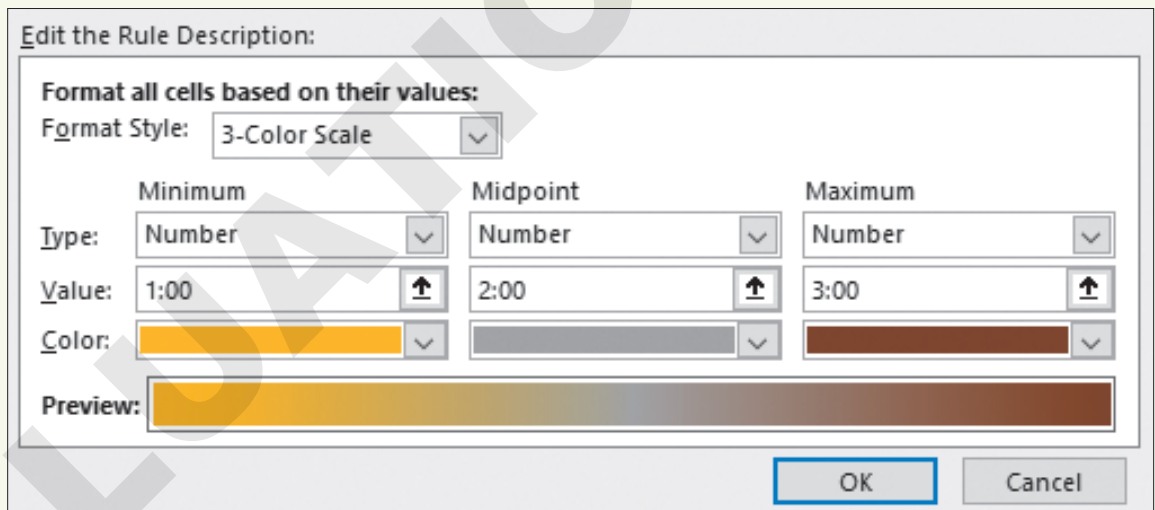 Edit the Rule Description:
Format all cells based on their values:
Format Style: 3-Color Scale
Minimum Midpoint Maximum
Type: Number Number Number
Value: 1:00 2:00 3:00
Color:
Preview:
OK Cancel
LUATIO